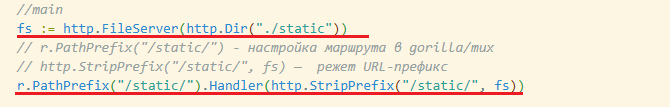 //main
fs := http.FileServer(http.Dir("./static"))
// r.PathPrefix("/static/") - настройка маршрута в gorilla/mux
// http.StripPrefix("/static/", fs) — режет URL-префикс
r.PathPrefix("/static/").Handler(http.StripPrefix("/static/", fs))